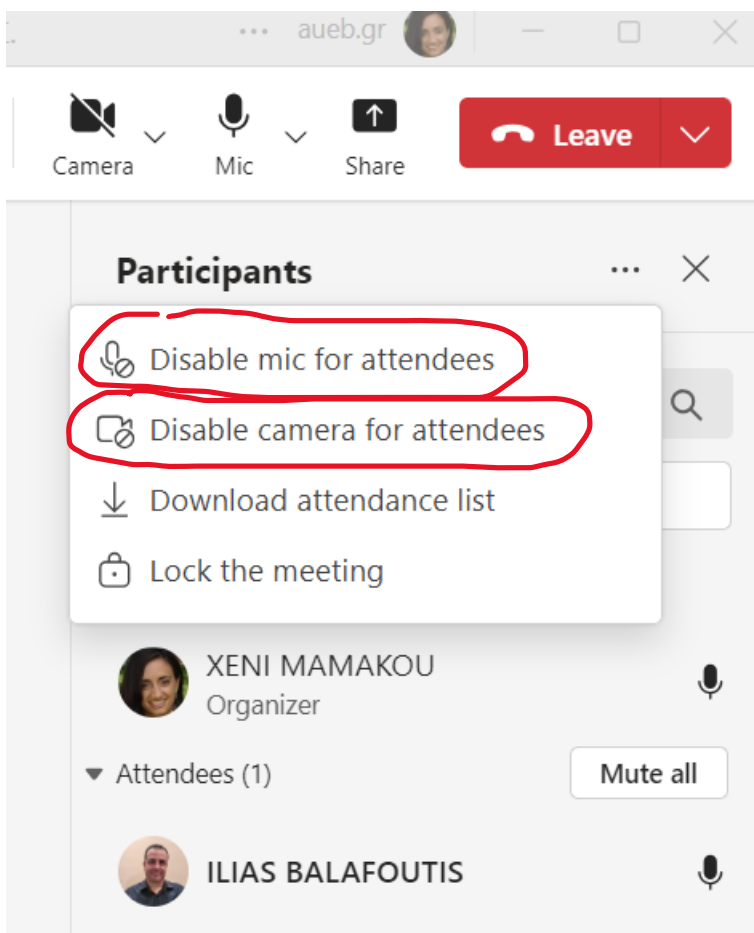 ... aueb.gr
Camera
Mic
Share
Leave
Participants
...
Disable mic for attendees
Disable camera for attendees
Download attendance list
Lock the meeting
XENI MAMAKOU
Organizer
Attendees (1)
Mute all
ILIAS BALAFOUTIS